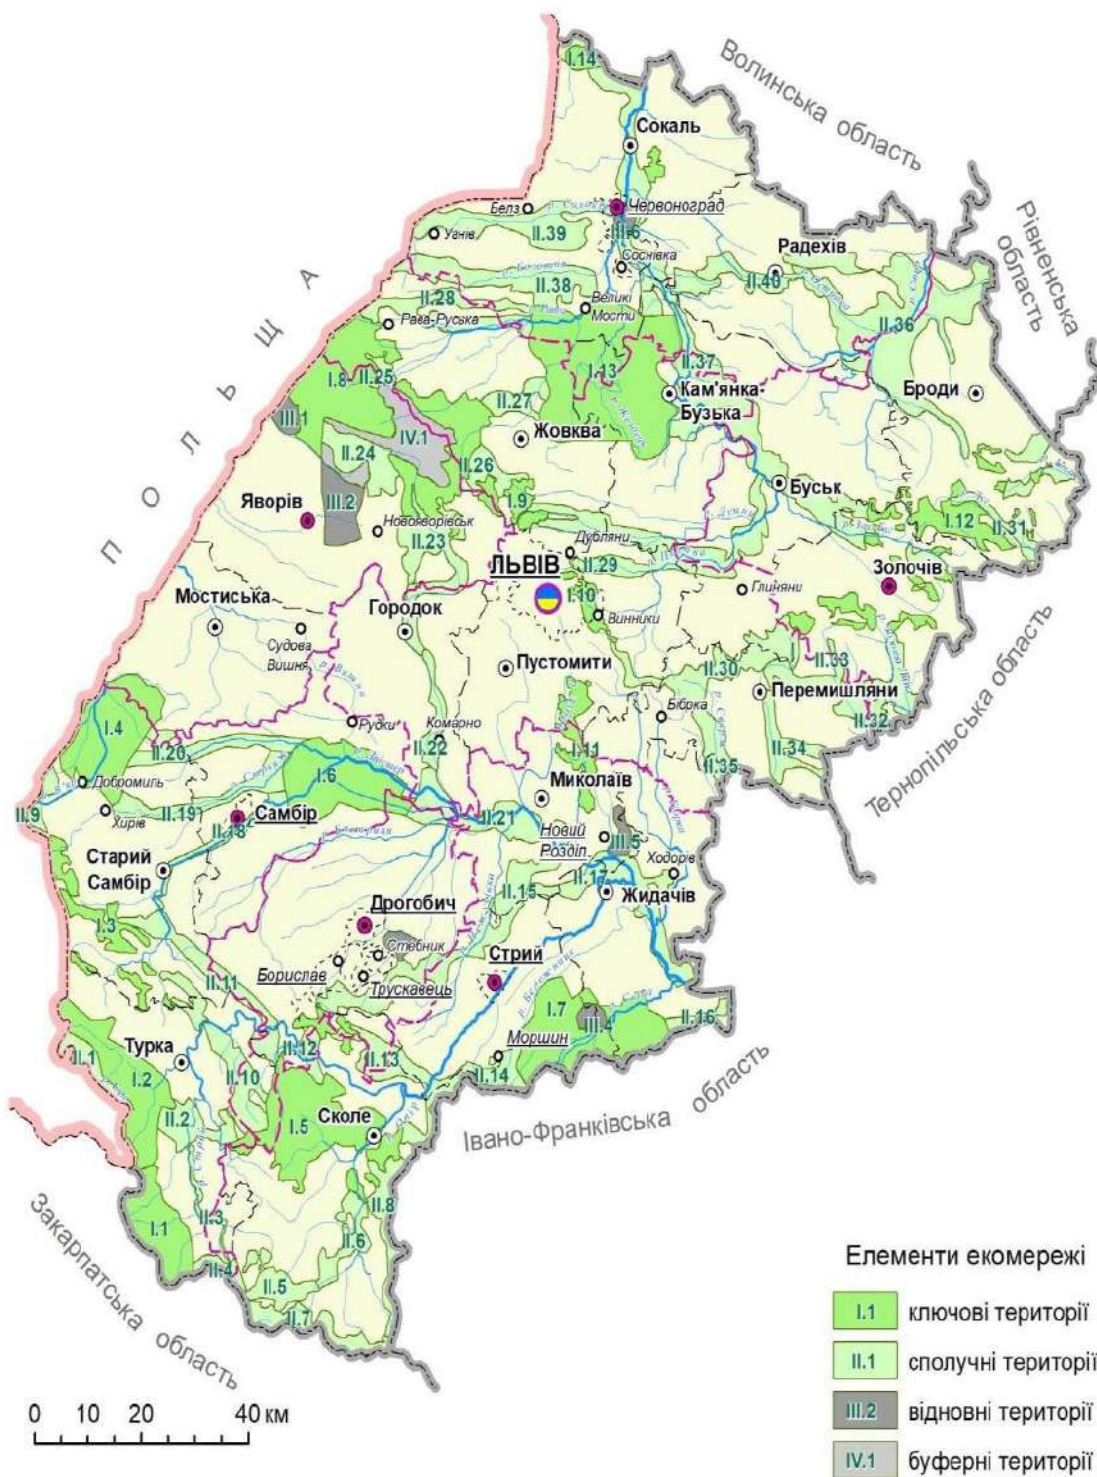 Волинська область
Рівненська
область
ПОЛЬЩА
I.14
Сокаль
Белз
Червоноград
III.6
Угнів
II.39
Соснівка
Радехів
II.40
II.38
II.28
Великі
Мости
Рава-Руська
р. Рата
II.36
I.8
II.25
I.13
II.37
Кам'янка-
Бузька
Броди
III.1
II.27
IV.1
Жовква
II.24
II.26
III.2
Яворів
I.9
Буськ
Новояворівськ
II.23
I.12
II.31
Дубляни
ЛЬВІВ
II.29
Золочів
I.10
Глиняни
Мостиська
Городок
Винники
Судова
Вишня
Пустомити
II.30
II.33
Перемишляни
I.4
Рудки
Комарно
Бібрка
II.32
II.20
II.22
I.11
II.34
II.35
Добромиль
I.6
Миколаїв
II.9
Хирів
II.19
II.18
Самбір
II.21
Новий
Розділ
III.5
Ходорів
Старий
Самбір
II.17
Жидачів
II.15
Дрогобич
I.3
Стебник
Стрий
Борислав
Трускавець
II.11
I.7
III.4
II.16
Моршин
II.1
Турка
II.12
II.13
II.14
I.2
II.10
I.5
Сколе
II.2
Івано-Франківська область
Тернопільська область
I.1
II.3
II.8
II.6
II.4
II.5
II.7
Закарпатська область
Елементи екомережі
I.1 ключові території
II.1 сполучні території
III.2 відновні території
IV.1 буферні території
0 10 20 40 км